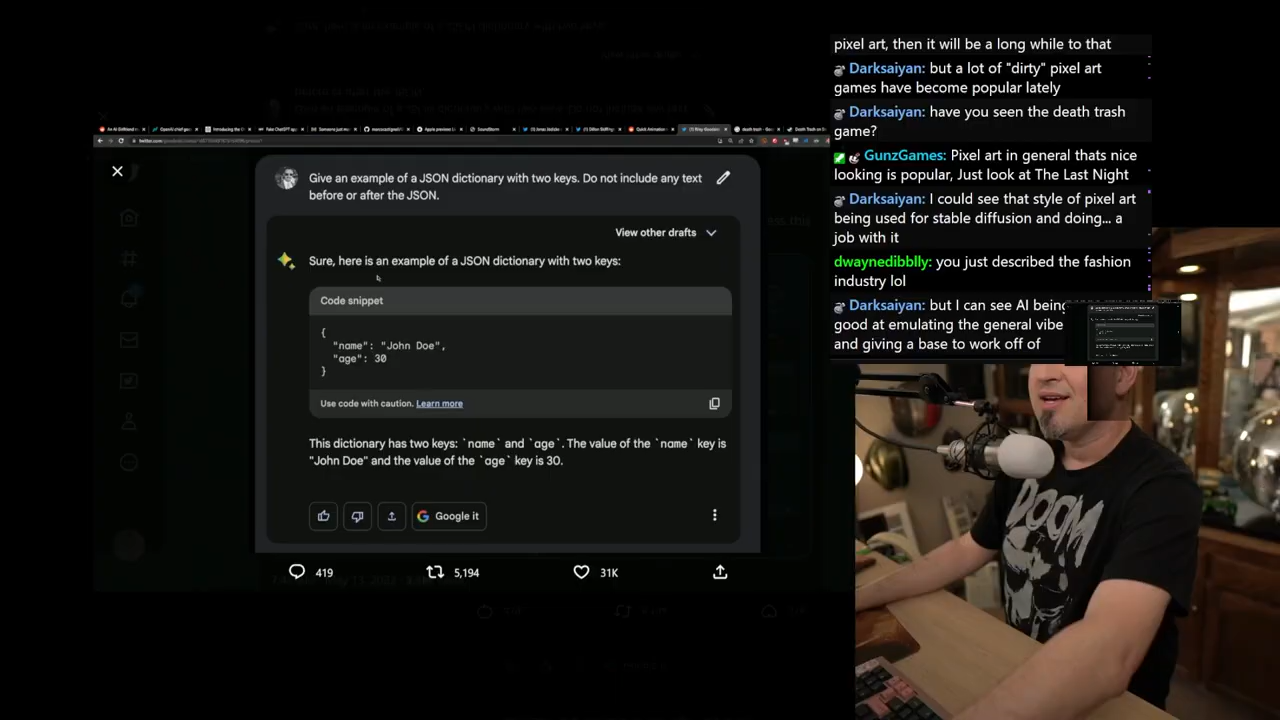 pixel art, then it will be a long while to that
Darksaiyan: but a lot of "dirty" pixel art
games have become popular lately
Darksaiyan: have you seen the death trash
game?
GunzGames: Pixel art in general thats nice
looking is popular, Just look at The Last Night
Darksaiyan: I could see that style of pixel art
being used for stable diffusion and doing... a
job with it
dwaynedibblly: you just described the fashion
industry lol
Darksaiyan: but I can see AI being
good at emulating the general vibe
and giving a base to work off of
Give an example of a JSON dictionary with two keys. Do not include any text
before or after the JSON.
View other drafts
Sure, here is an example of a JSON dictionary with two keys:
Code snippet
{
"name": "John Doe",
"age": 30
}
Use code with caution. Learn more
This dictionary has two keys: `name` and `age`. The value of the `name` key is
"John Doe" and the value of the `age` key is 30.
Google it
419
5,194
31K
DOOM